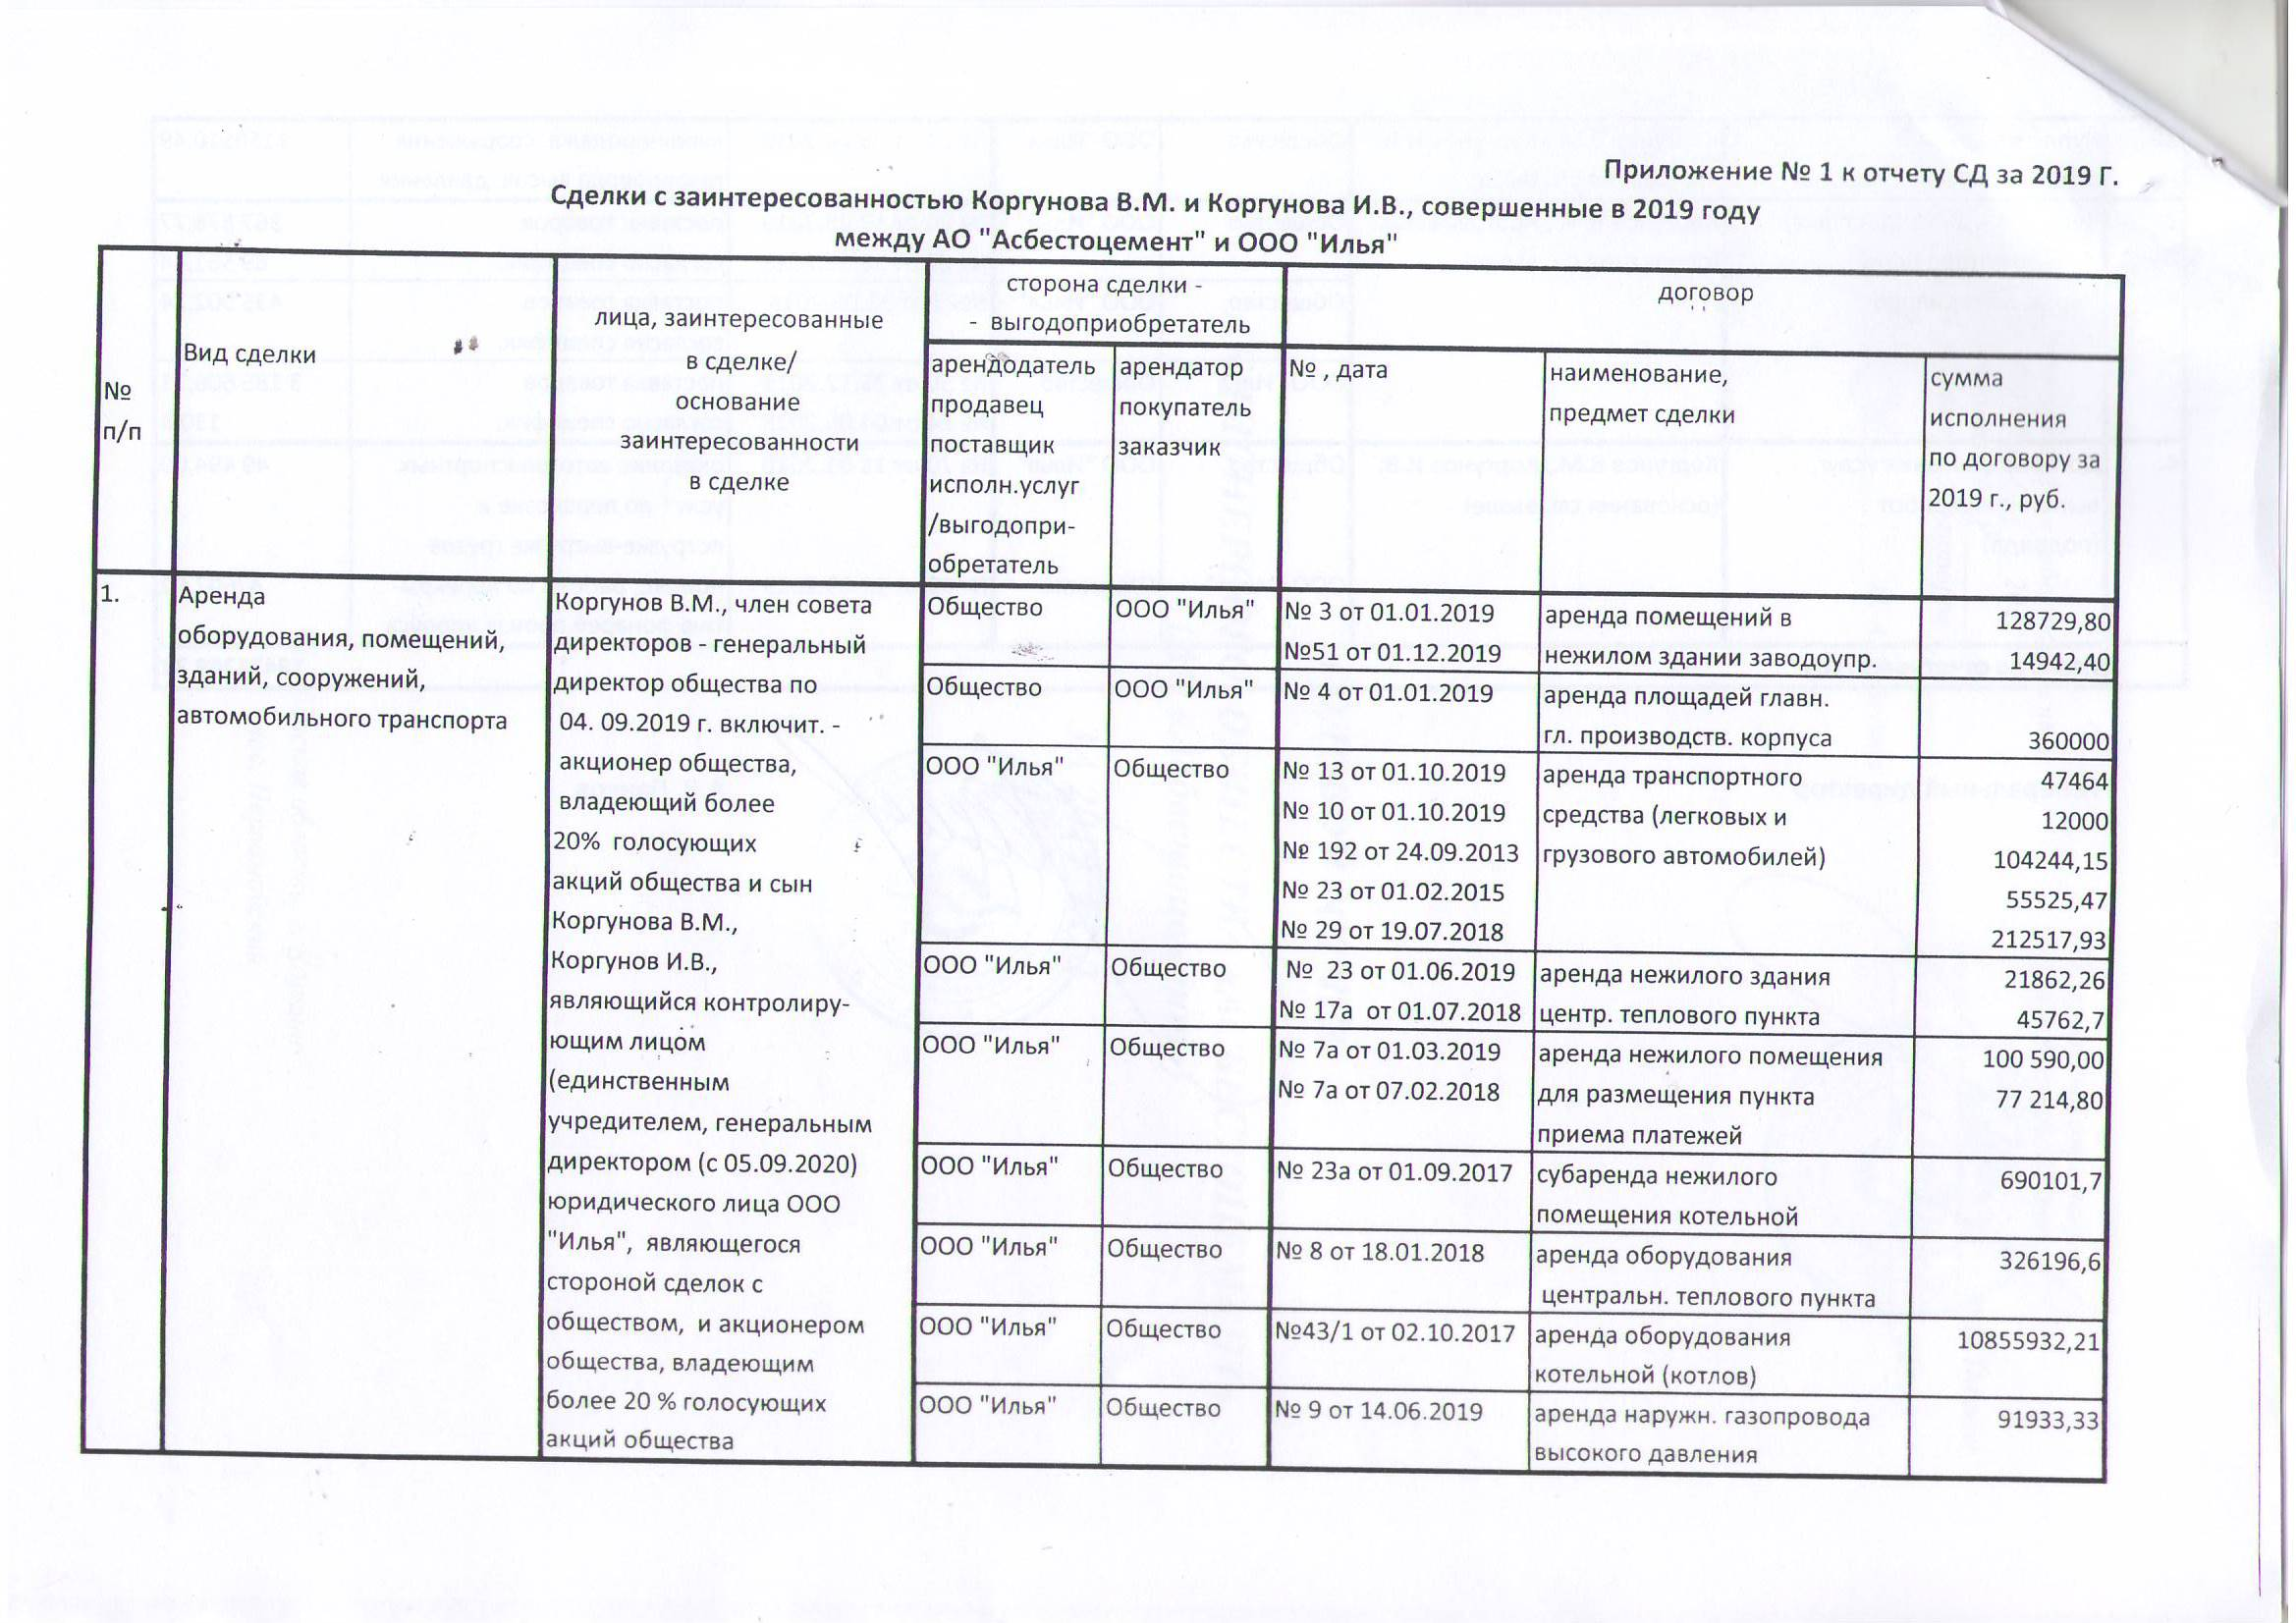 Приложение № 1 к отчету СД за 2019 Г.
Сделки с заинтересованностью Коргунова В.М. и Коргунова И.В., совершенные в 2019 году
между АО "Асбестоцемент" и ООО "Илья"
№
п/п
Вид сделки
лица, заинтересованные
в сделке/
основание
заинтересованности
в сделке
сторона сделки -
- выгодоприобретатель
договор
арендодатель
продавец
поставщик
исполн.услуг
/выгодопри-
обретатель
арендатор
покупатель
заказчик
№ , дата
наименование,
предмет сделки
сумма
исполнения
по договору за
2019 г., руб.
1.
Аренда
оборудования, помещений,
зданий, сооружений,
автомобильного транспорта
Коргунов В.М., член совета
директоров - генеральный
директор общества по
04. 09.2019 г. включит. -
акционер общества,
владеющий более
20% голосующих
акций общества и сын
Коргунова В.М.,
Коргунов И.В.,
являющийся контролиру-
ющим лицом
(единственным
учредителем, генеральным
директором (с 05.09.2020)
юридического лица ООО
"Илья", являющегося
стороной сделок с
обществом, и акционером
общества, владеющим
более 20 % голосующих
акций общества
Общество ООО "Илья" № 3 от 01.01.2019 аренда помещений в 128729,80
№51 от 01.12.2019 нежилом здании заводоупр. 14942,40
Общество ООО "Илья" № 4 от 01.01.2019 аренда площадей главн.
гл. производств. корпуса 360000
ООО "Илья" Общество № 13 от 01.10.2019 аренда транспортного 47464
№ 10 от 01.10.2019 средства (легковых и 12000
№ 192 от 24.09.2013 грузового автомобилей) 104244,15
№ 23 от 01.02.2015 55525,47
№ 29 от 19.07.2018 212517,93
ООО "Илья" Общество № 23 от 01.06.2019 аренда нежилого здания 21862,26
№ 17а от 01.07.2018 центр. теплового пункта 45762,7
ООО "Илья" Общество № 7а от 01.03.2019 аренда нежилого помещения 100 590,00
№ 7а от 07.02.2018 для размещения пункта 77 214,80
приема платежей
ООО "Илья" Общество № 23а от 01.09.2017 субаренда нежилого 690101,7
помещения котельной
ООО "Илья" Общество № 8 от 18.01.2018 аренда оборудования 326196,6
центральн. теплового пункта
ООО "Илья" Общество №43/1 от 02.10.2017 аренда оборудования 10855932,21
котельной (котлов)
ООО "Илья" Общество № 9 от 14.06.2019 аренда наружн. газопровода 91933,33
высокого давления